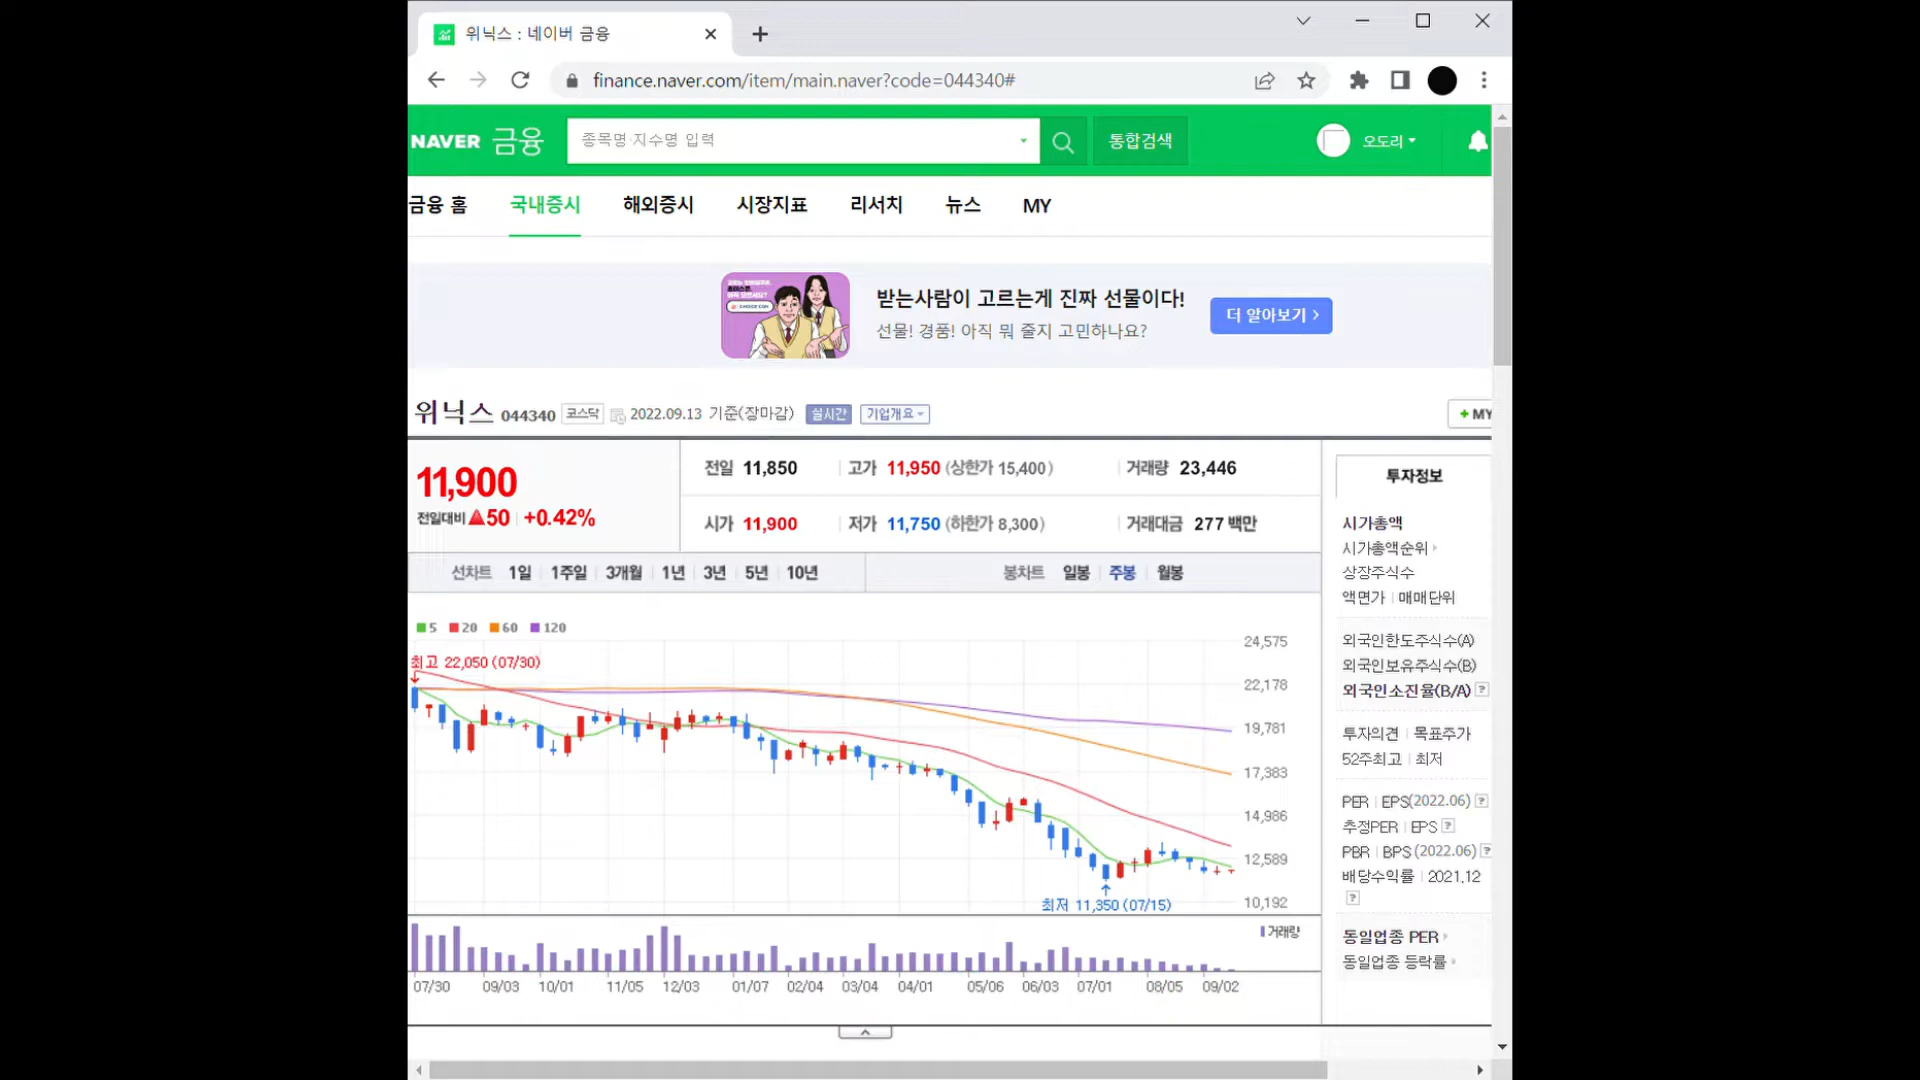 위닉스 : 네이버 금융
finance.naver.com/item/main.naver?code=044340#
NAVER 금융
종목명·지수명 입력
통합검색
오도리
금융 홈 국내증시 해외증시 시장지표 리서치 뉴스 MY
받는사람이 고르는게 진짜 선물이다!
선물! 경품! 아직 뭐 줄지 고민하나요?
더 알아보기
위닉스 044340 코스닥 2022.09.13 기준(장마감) 실시간 기업개요
+ MY
11,900
전일대비 50 +0.42%
전일 11,850 고가 11,950 (상한가 15,400) 거래량 23,446
시가 11,900 저가 11,750 (하한가 8,300) 거래대금 277 백만
선차트 1일 1주일 3개월 1년 3년 5년 10년 봉차트 일봉 주봉 월봉
5 20 60 120
최고 22,050 (07/30)
24,575
22,178
19,781
17,383
14,986
12,589
10,192
최저 11,350 (07/15)
거래량
07/30 09/03 10/01 11/05 12/03 01/07 02/04 03/04 04/01 05/06 06/03 07/01 08/05 09/02
투자정보
시가총액
시가총액순위
상장주식수
액면가 매매단위
외국인한도주식수(A)
외국인보유주식수(B)
외국인소진율(B/A) ?
투자의견 목표주가
52주최고 최저
PER EPS(2022.06) ?
추정PER EPS ?
PBR BPS (2022.06) ?
배당수익률 2021.12
?
동일업종 PER
동일업종 등락률